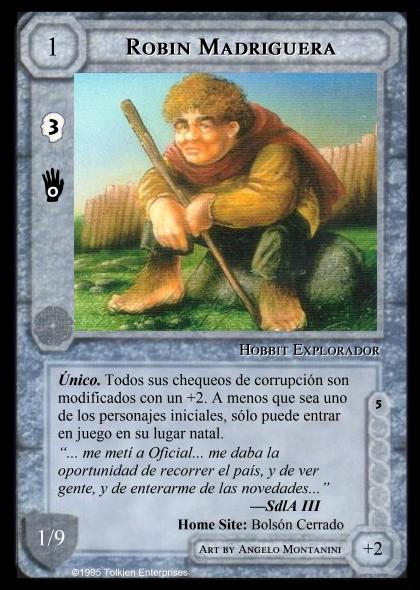 1
ROBIN MADRIGUERA
3
0
HOBBIT EXPLORADOR
Único. Todos sus chequeos de corrupción son
modificados con un +2. A menos que sea uno
de los personajes iniciales, sólo puede entrar
en juego en su lugar natal.
5
“... me metí a Oficial... me daba la
oportunidad de recorrer el país, y de ver
gente, y de enterarme de las novedades...”
—SdlA III
Home Site: Bolsón Cerrado
1/9
ART BY ANGELO MONTANINI
+2
©1995 Tolkien Enterprises